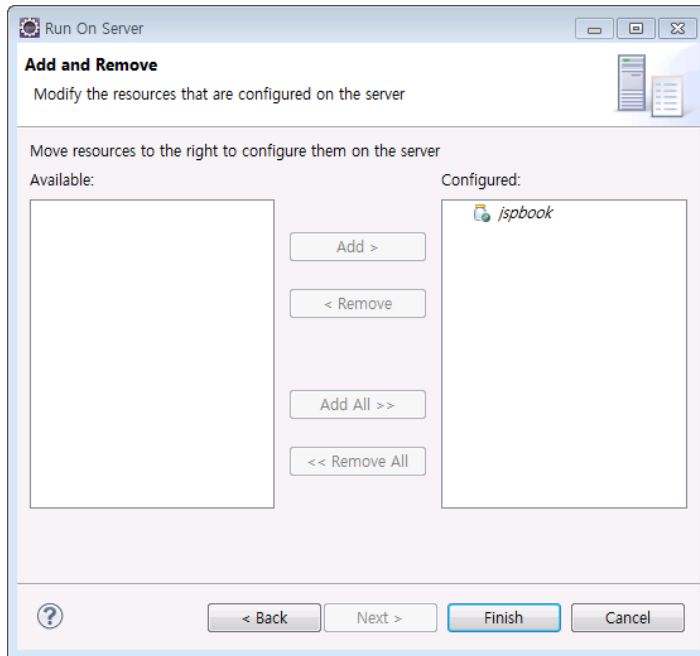 Run On Server
Add and Remove
Modify the resources that are configured on the server
Move resources to the right to configure them on the server
Available:
Configured:
jspbook
Add >
< Remove
Add All >>
<< Remove All
?
< Back
Next >
Finish
Cancel